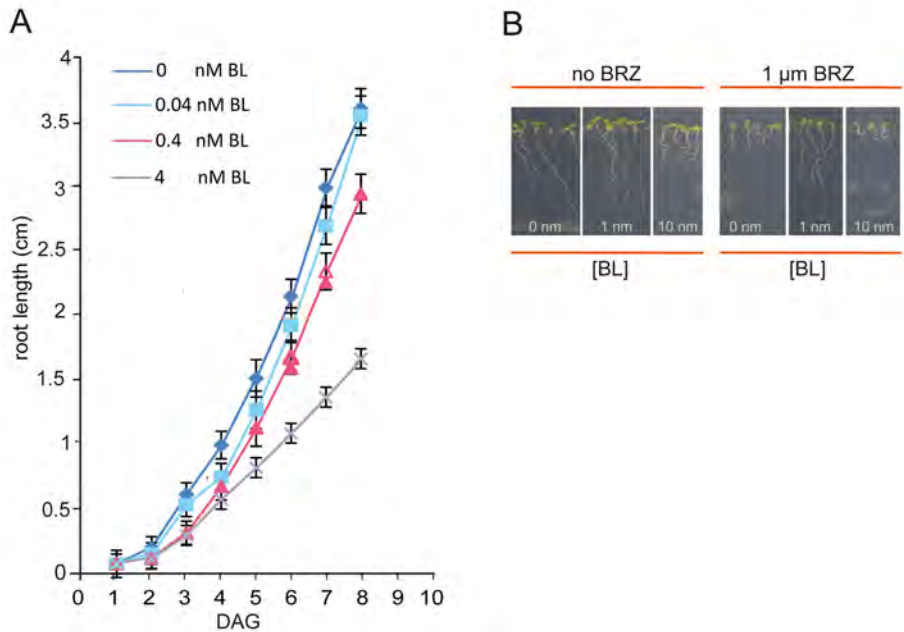 A
4
3.5
3
2.5
2
1.5
1
0.5
0
root length (cm)
0 nM BL
0.04 nM BL
0.4 nM BL
4 nM BL
0 1 2 3 4 5 6 7 8 9 10
DAG
B
no BRZ
1 µm BRZ
0 nm 1 nm 10 nm
0 nm 1 nm 10 nm
[BL]
[BL]